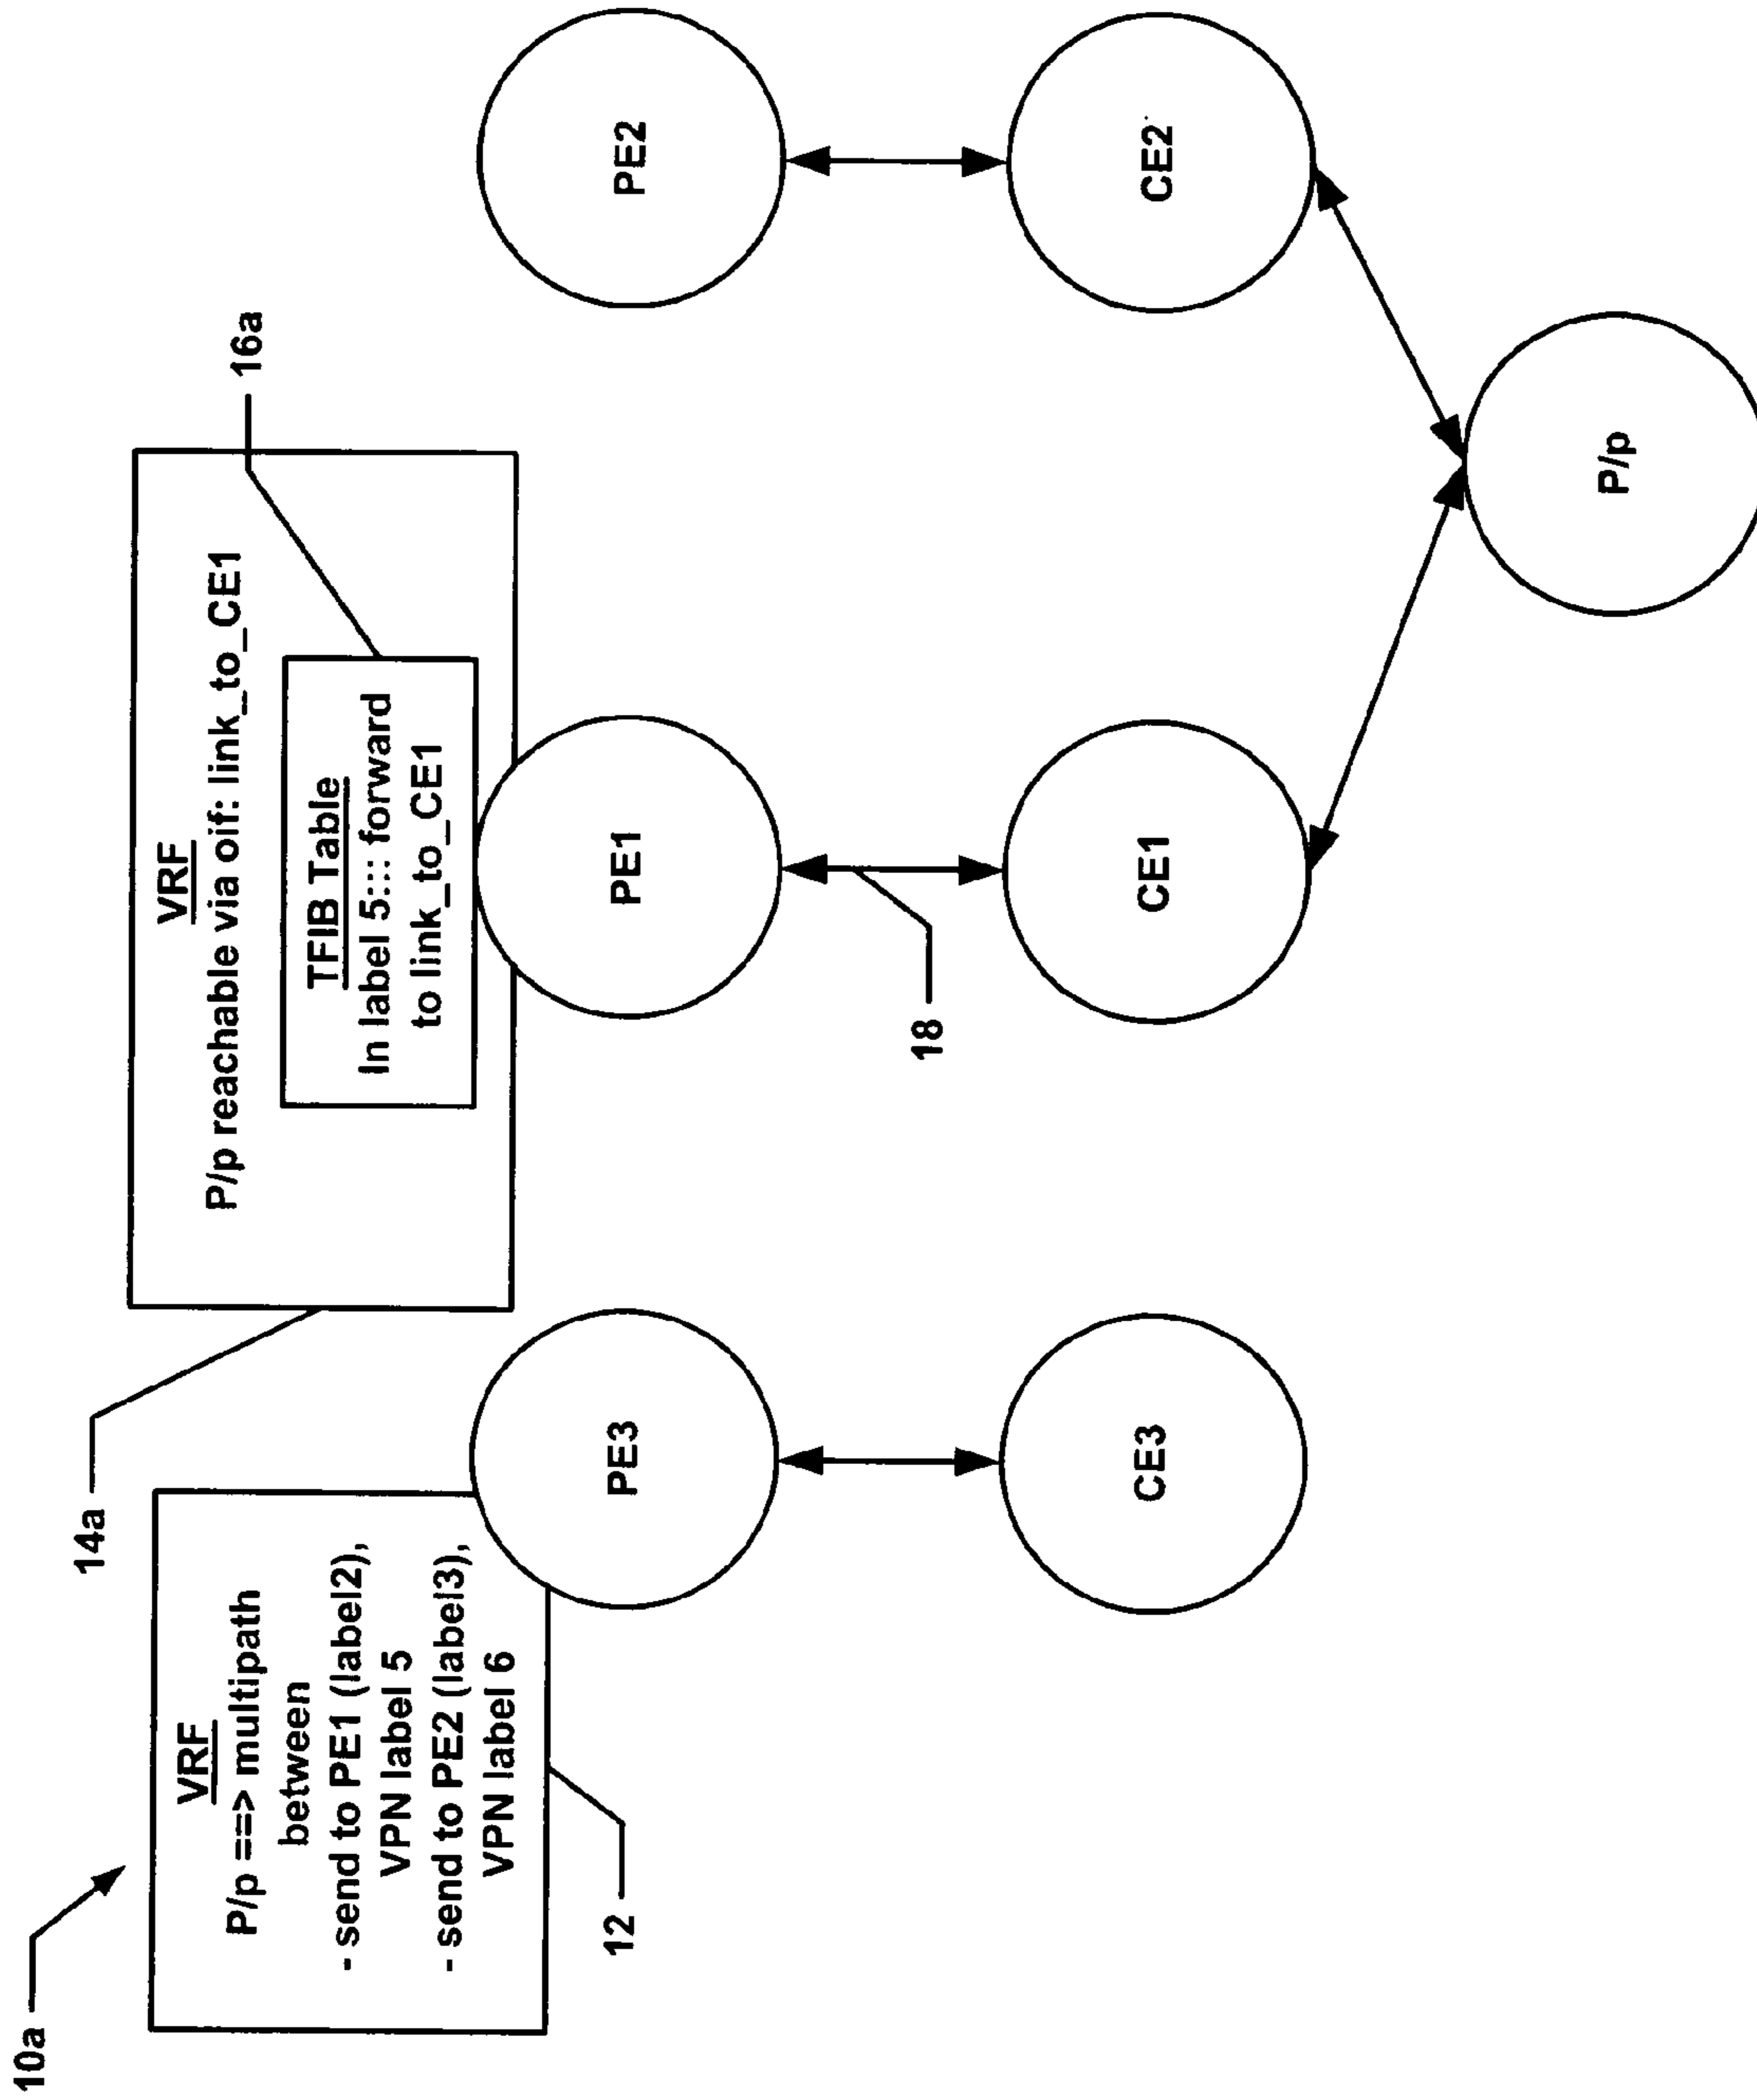 10a
VRF
P/p ==> multipath
between
- send to PE1 (label2),
VPN label 5
- send to PE2 (label3),
VPN label 6
12
14a
VRF
P/p reachable via oif: link_to_CE1
TFIB Table
In label 5::: forward
to link_to_CE1
16a
PE3
PE1
PE2
18
CE3
CE1
CE2
P/p